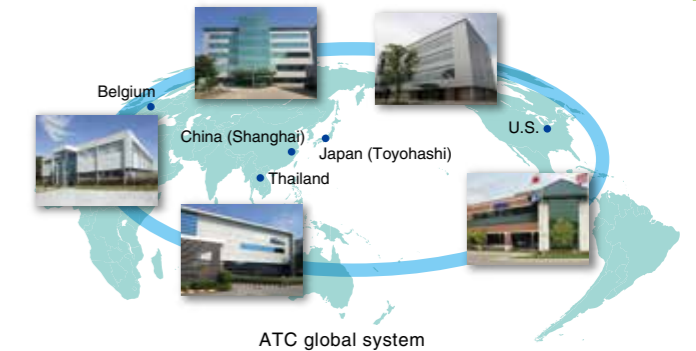 Belgium
China (Shanghai)
U.S.
Japan (Toyohashi)
Thailand
ATC global system